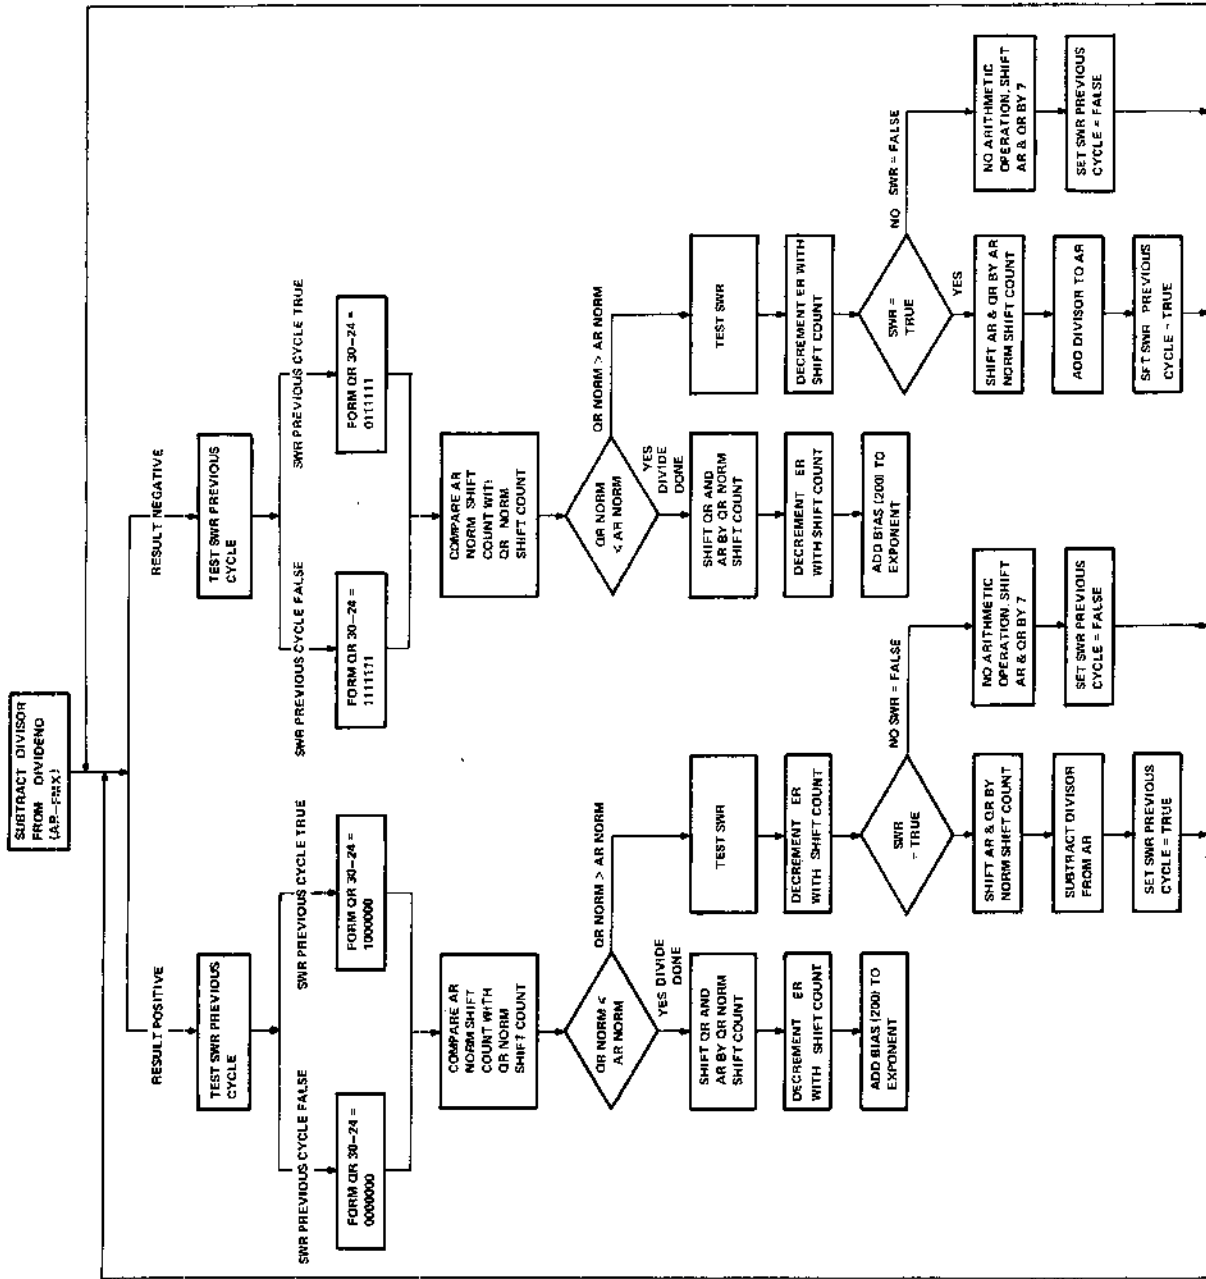 SUBTRACT DIVISOR
FROM DIVIDEND
(AR–FMX)
RESULT POSITIVE
TEST SWR PREVIOUS
CYCLE
SWR PREVIOUS CYCLE FALSE
SWR PREVIOUS CYCLE TRUE
FORM QR 30–24 =
0000000
FORM QR 30–24 =
1000000
COMPARE AR
NORM SHIFT
COUNT WITH
QR NORM
SHIFT COUNT
QR NORM <
AR NORM
QR NORM > AR NORM
YES DIVIDE
DONE
SHIFT QR AND
AR BY QR NORM
SHIFT COUNT
DECREMENT ER
WITH SHIFT COUNT
ADD BIAS (200) TO
EXPONENT
TEST SWR
DECREMENT ER
WITH SHIFT COUNT
SWR
= TRUE
NO SWR = FALSE
SHIFT AR & QR BY
NORM SHIFT COUNT
SUBTRACT DIVISOR
FROM AR
SET SWR PREVIOUS
CYCLE = TRUE
NO ARITHMETIC
OPERATION, SHIFT
AR & QR BY 7
SET SWR PREVIOUS
CYCLE = FALSE
RESULT NEGATIVE
TEST SWR PREVIOUS
CYCLE
SWR PREVIOUS CYCLE FALSE
SWR PREVIOUS CYCLE TRUE
FORM QR 30–24 =
1111111
FORM QR 30–24 =
0111111
COMPARE AR
NORM SHIFT
COUNT WITH
QR NORM
SHIFT COUNT
QR NORM
< AR NORM
QR NORM > AR NORM
YES
DIVIDE
DONE
SHIFT QR AND
AR BY QR NORM
SHIFT COUNT
DECREMENT ER
WITH SHIFT COUNT
ADD BIAS (200) TO
EXPONENT
TEST SWR
DECREMENT ER WITH
SHIFT COUNT
SWR =
TRUE
NO SWR = FALSE
YES
SHIFT AR & QR BY AR
NORM SHIFT COUNT
ADD DIVISOR TO AR
SET SWR PREVIOUS
CYCLE = TRUE
NO ARITHMETIC
OPERATION, SHIFT
AR & QR BY 7
SET SWR PREVIOUS
CYCLE = FALSE